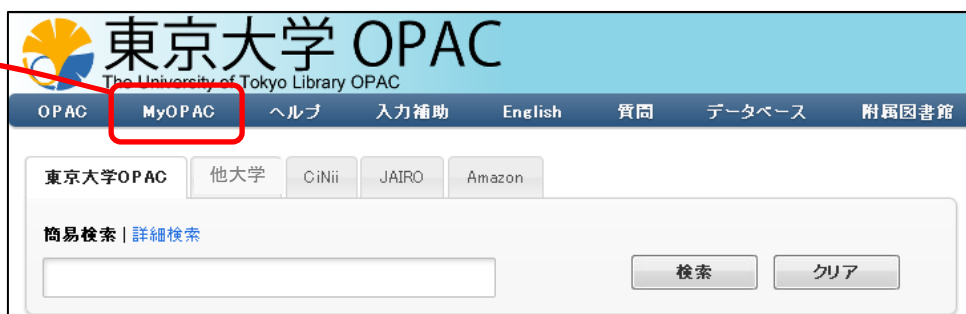 東京大学 OPAC
The University of Tokyo Library OPAC
OPAC MyOPAC ヘルプ 入力補助 English 質問 データベース 附属図書館
東京大学OPAC 他大学 CiNii JAIRO Amazon
簡易検索 | 詳細検索
検索 クリア